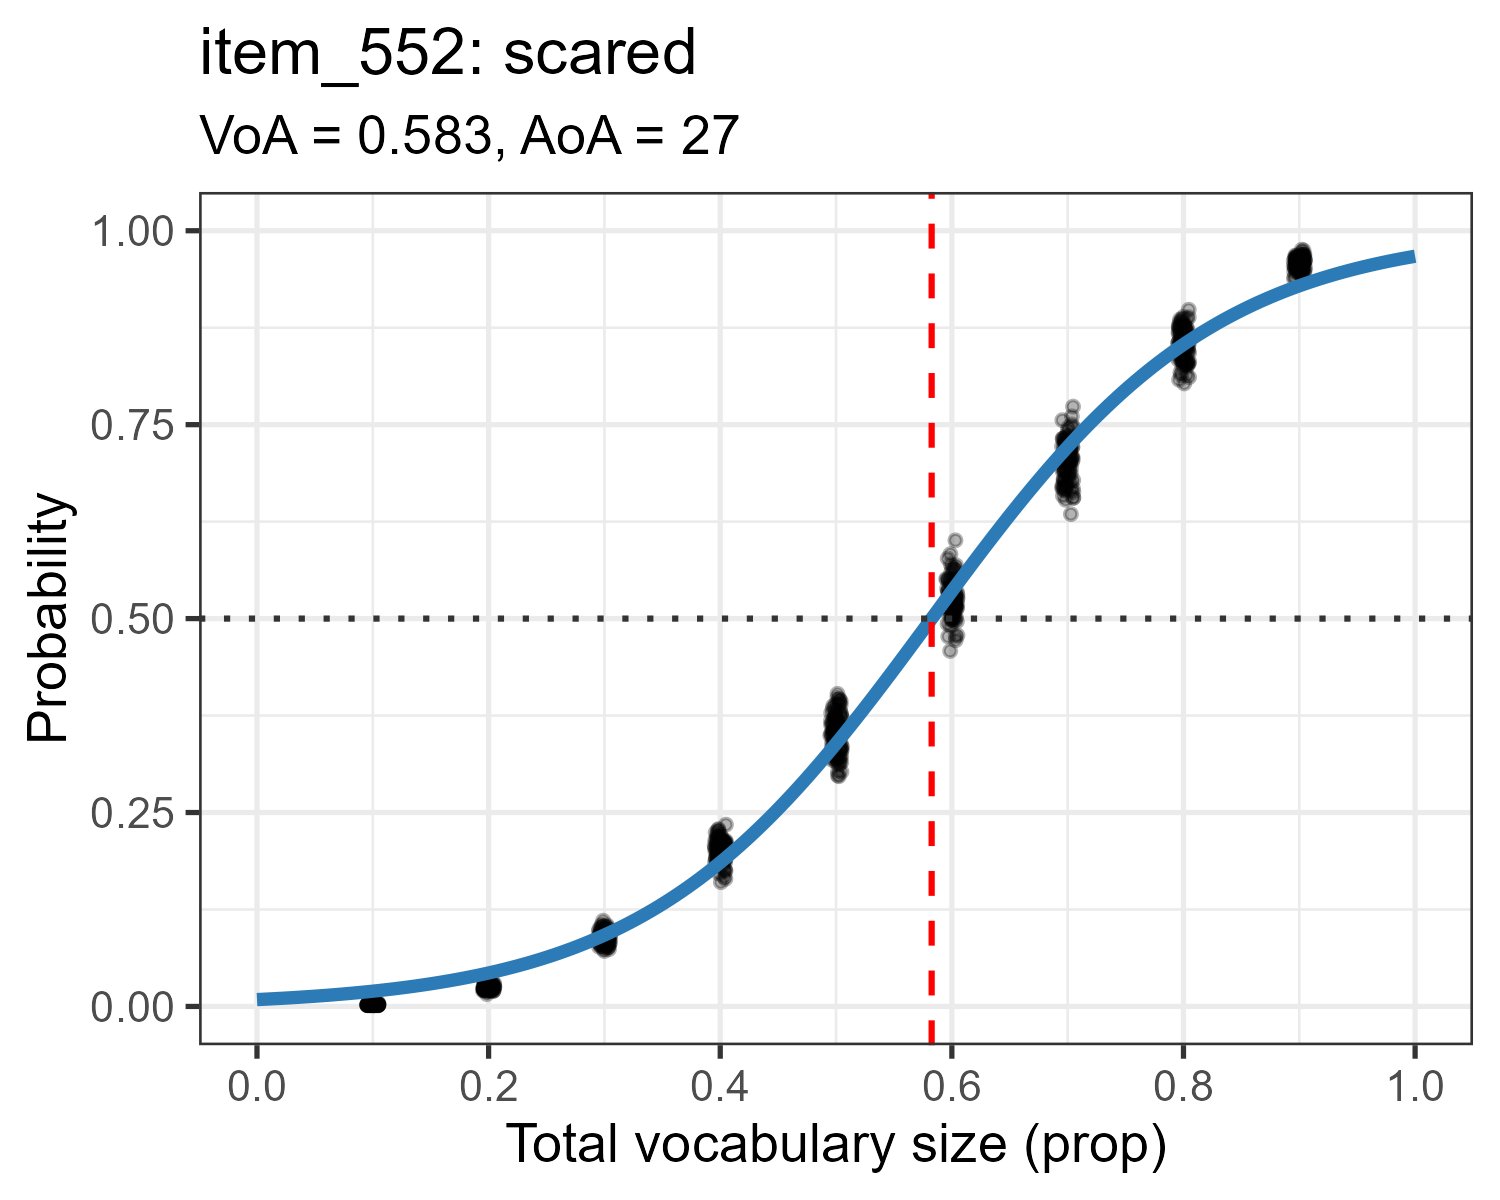 item_552: scared
VoA = 0.583, AoA = 27
1.00
0.75
0.50
0.25
0.00
Probability
0.0 0.2 0.4 0.6 0.8 1.0
Total vocabulary size (prop)